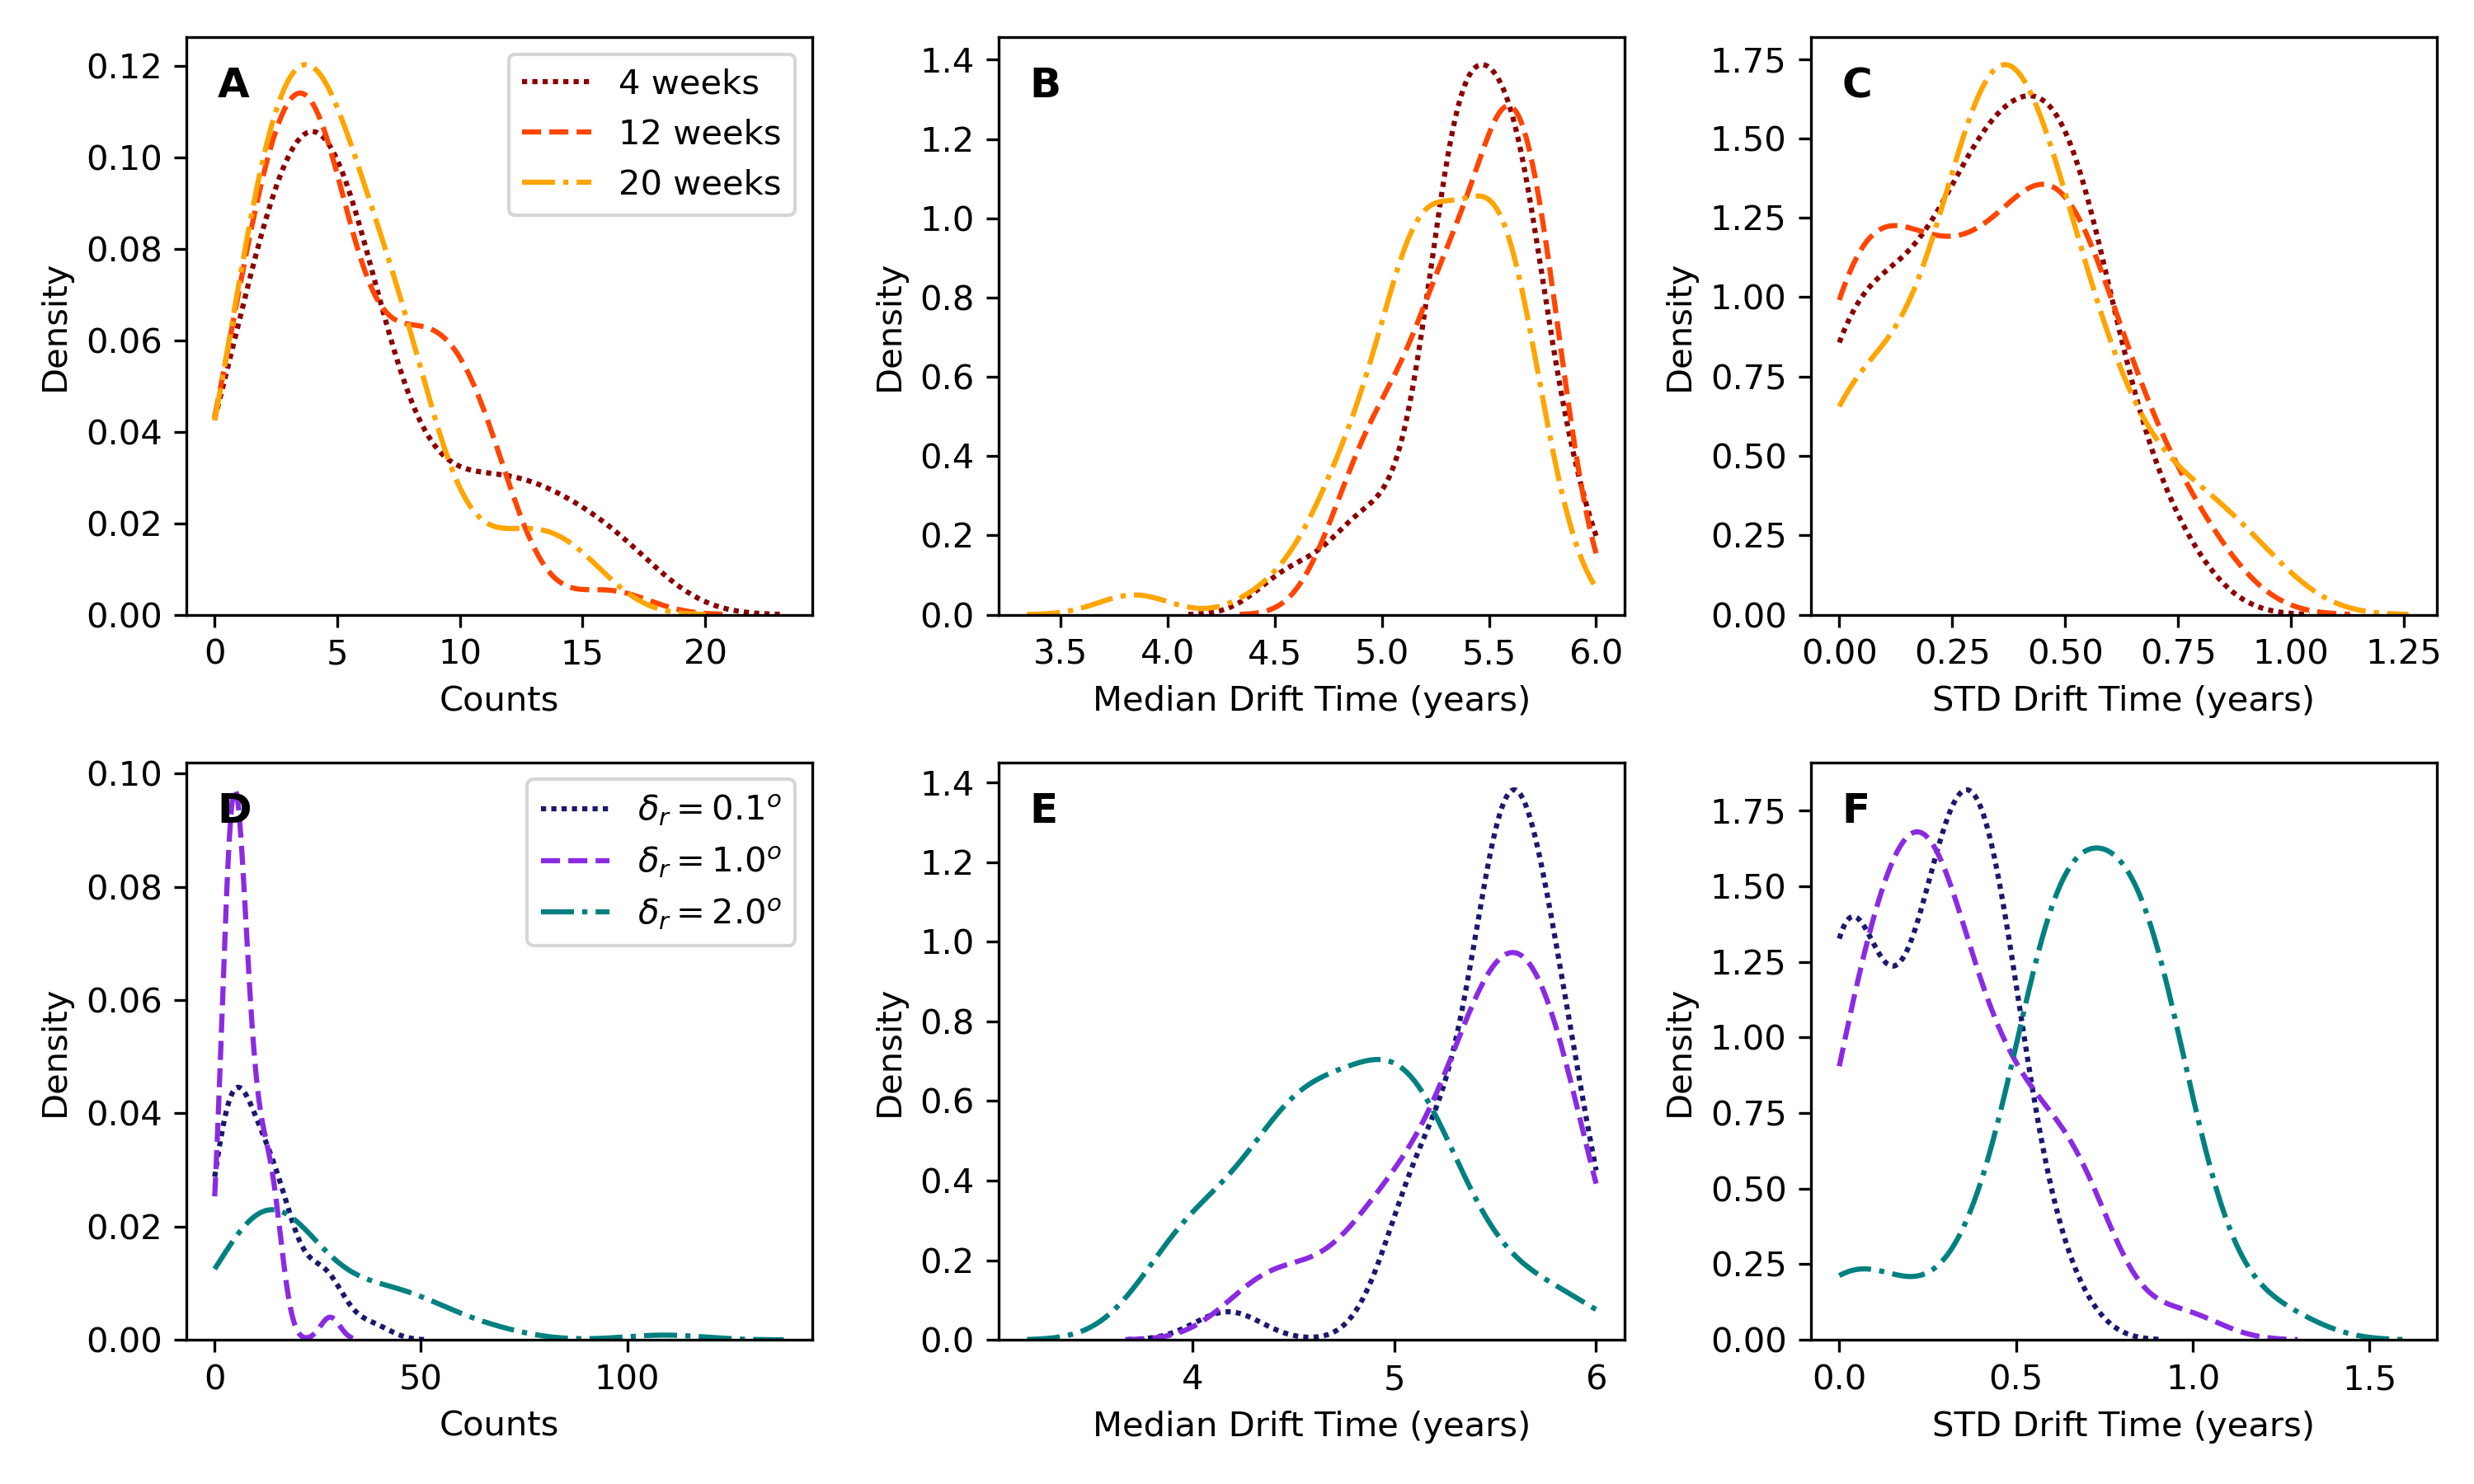 A
4 weeks
12 weeks
20 weeks
0.12
0.10
0.08
0.06
0.04
0.02
0.00
Density
0 5 10 15 20
Counts
B
1.4
1.2
1.0
0.8
0.6
0.4
0.2
0.0
Density
3.5 4.0 4.5 5.0 5.5 6.0
Median Drift Time (years)
C
1.75
1.50
1.25
1.00
0.75
0.50
0.25
0.00
Density
0.00 0.25 0.50 0.75 1.00 1.25
STD Drift Time (years)
D
δr = 0.1°
δr = 1.0°
δr = 2.0°
0.10
0.08
0.06
0.04
0.02
0.00
Density
0 50 100
Counts
E
1.4
1.2
1.0
0.8
0.6
0.4
0.2
0.0
Density
4 5 6
Median Drift Time (years)
F
1.75
1.50
1.25
1.00
0.75
0.50
0.25
0.00
Density
0.0 0.5 1.0 1.5
STD Drift Time (years)